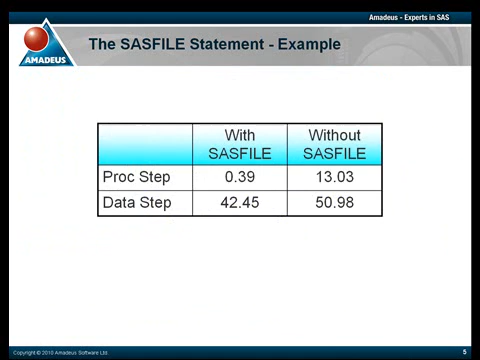 Amadeus - Experts in SAS
AMADEUS
The SASFILE Statement - Example
With SASFILE
Without SASFILE
Proc Step 0.39 13.03
Data Step 42.45 50.98
Copyright © 2010 Amadeus Software Ltd.
5